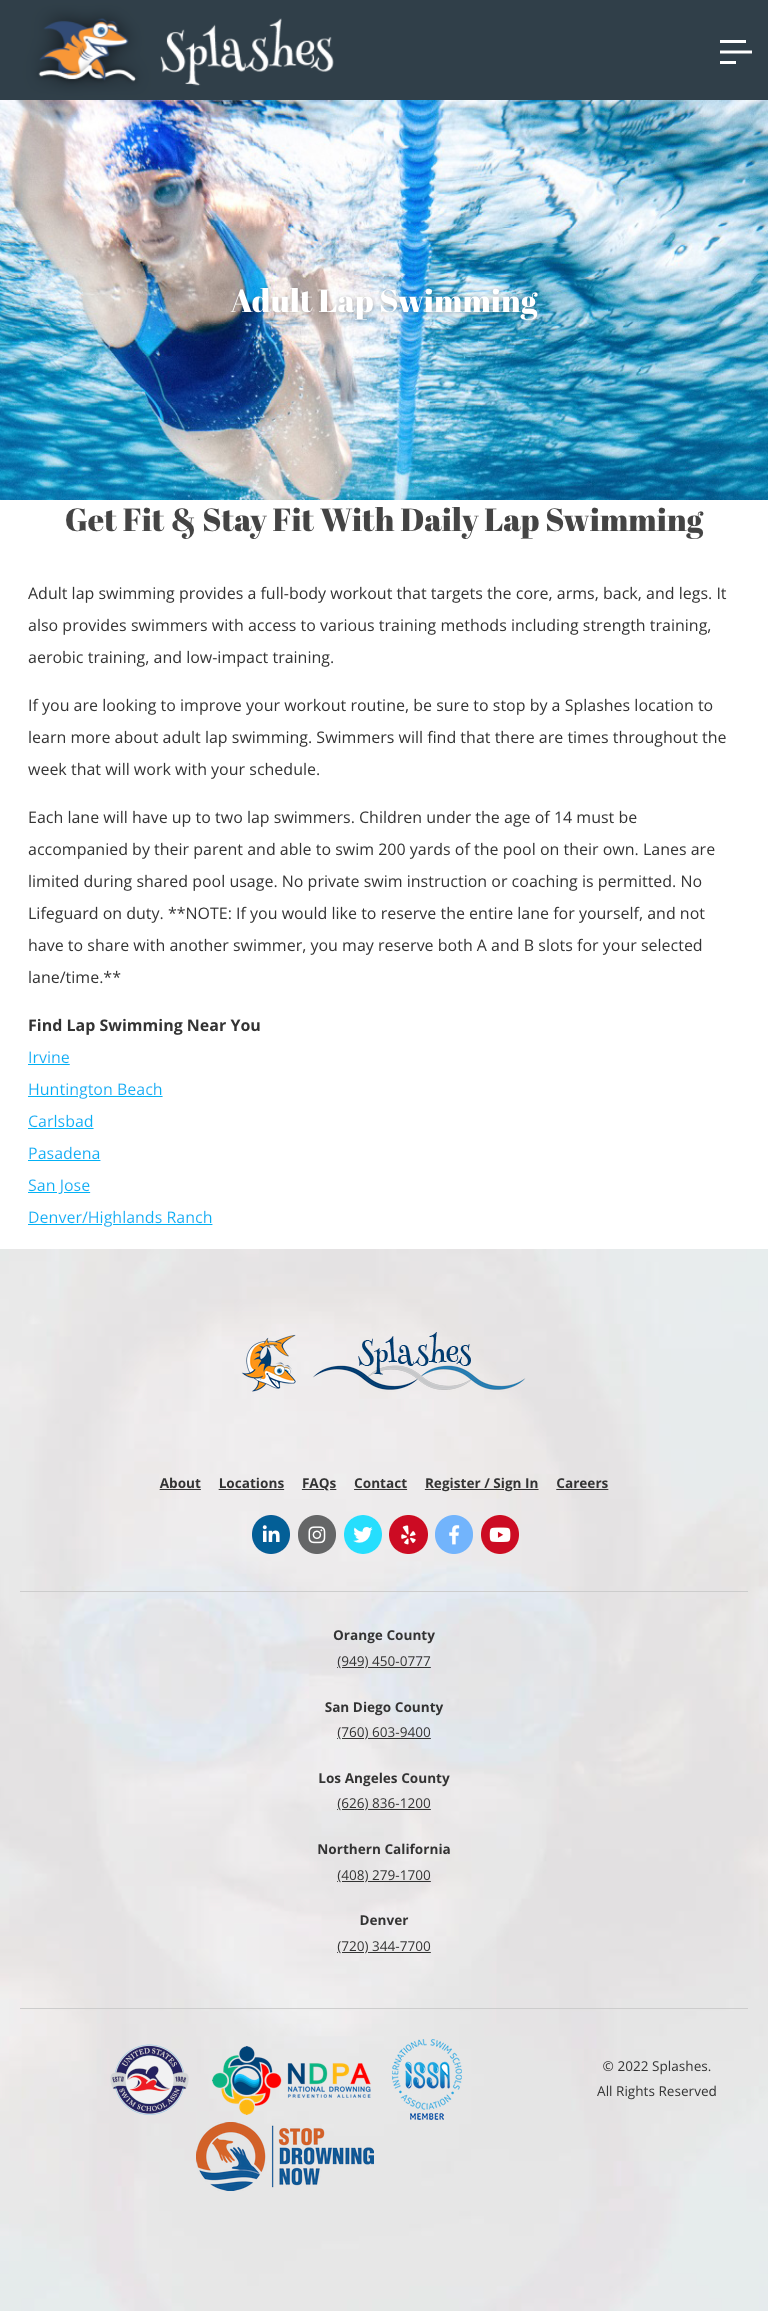 Splashes
Adult Lap Swimming
Get Fit & Stay Fit With Daily Lap Swimming
Adult lap swimming provides a full-body workout that targets the core, arms, back, and legs. It
also provides swimmers with access to various training methods including strength training,
aerobic training, and low-impact training.
If you are looking to improve your workout routine, be sure to stop by a Splashes location to
learn more about adult lap swimming. Swimmers will find that there are times throughout the
week that will work with your schedule.
Each lane will have up to two lap swimmers. Children under the age of 14 must be
accompanied by their parent and able to swim 200 yards of the pool on their own. Lanes are
limited during shared pool usage. No private swim instruction or coaching is permitted. No
Lifeguard on duty. **NOTE: If you would like to reserve the entire lane for yourself, and not
have to share with another swimmer, you may reserve both A and B slots for your selected
lane/time.**
Find Lap Swimming Near You
Irvine
Huntington Beach
Carlsbad
Pasadena
San Jose
Denver/Highlands Ranch
Splashes
About Locations FAQs Contact Register / Sign In Careers
Orange County
(949) 450-0777
San Diego County
(760) 603-9400
Los Angeles County
(626) 836-1200
Northern California
(408) 279-1700
Denver
(720) 344-7700
UNITED STATES
SWIM SCHOOL ASSN
NDPA
NATIONAL DROWNING
PREVENTION ALLIANCE
INTERNATIONAL SWIM SCHOOLS
ASSOCIATION
ISSA
MEMBER
© 2022 Splashes.
All Rights Reserved
STOP
DROWNING
NOW